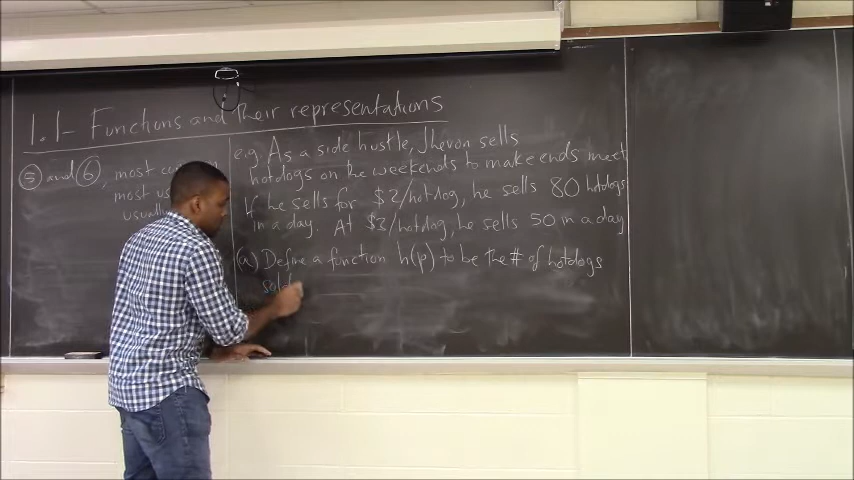 1.1 - Functions and their representations
⑤ and ⑥, most
most
usually
e.g. As a side hustle, Jhevon sells
hotdogs on the weekends to make ends meet
If he sells for $2/hotdog, he sells 80 hotdogs
in a day. At $3/hotdog, he sells 50 in a day
(a) Define a function h(p) to be the # of hotdogs
sold